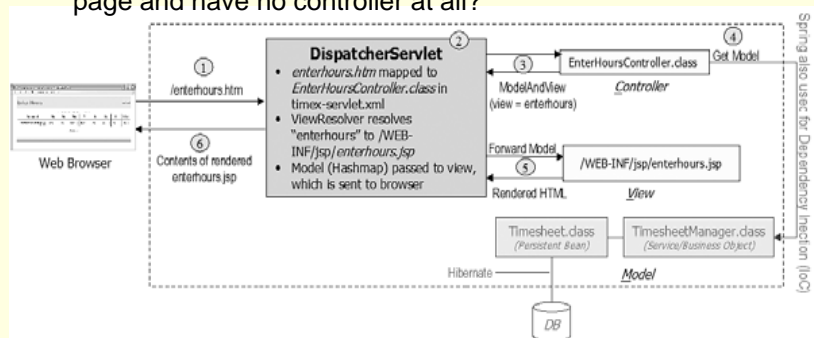 page and have no controller at all?
DispatcherServlet
2
• enterhours.htm mapped to
EnterHoursController.class in
timex-servlet.xml
• ViewResolver resolves
"enterhours" to /WEB-
INF/jsp/enterhours.jsp
• Model (Hashmap) passed to view,
which is sent to browser
1
/enterhours.htm
6
Contents of rendered
enterhours.jsp
Web Browser
3
ModelAndView
(view = enterhours)
EnterHoursController.class
Controller
4
Get Model
Forward Model
5
Rendered HTML
/WEB-INF/jsp/enterhours.jsp
View
Timesheet.class
(Persistent Bean)
TimesheetManager.class
(Service/Business Object)
Hibernate
Model
DB
Spring also usec for Dependency Inection (IoC)